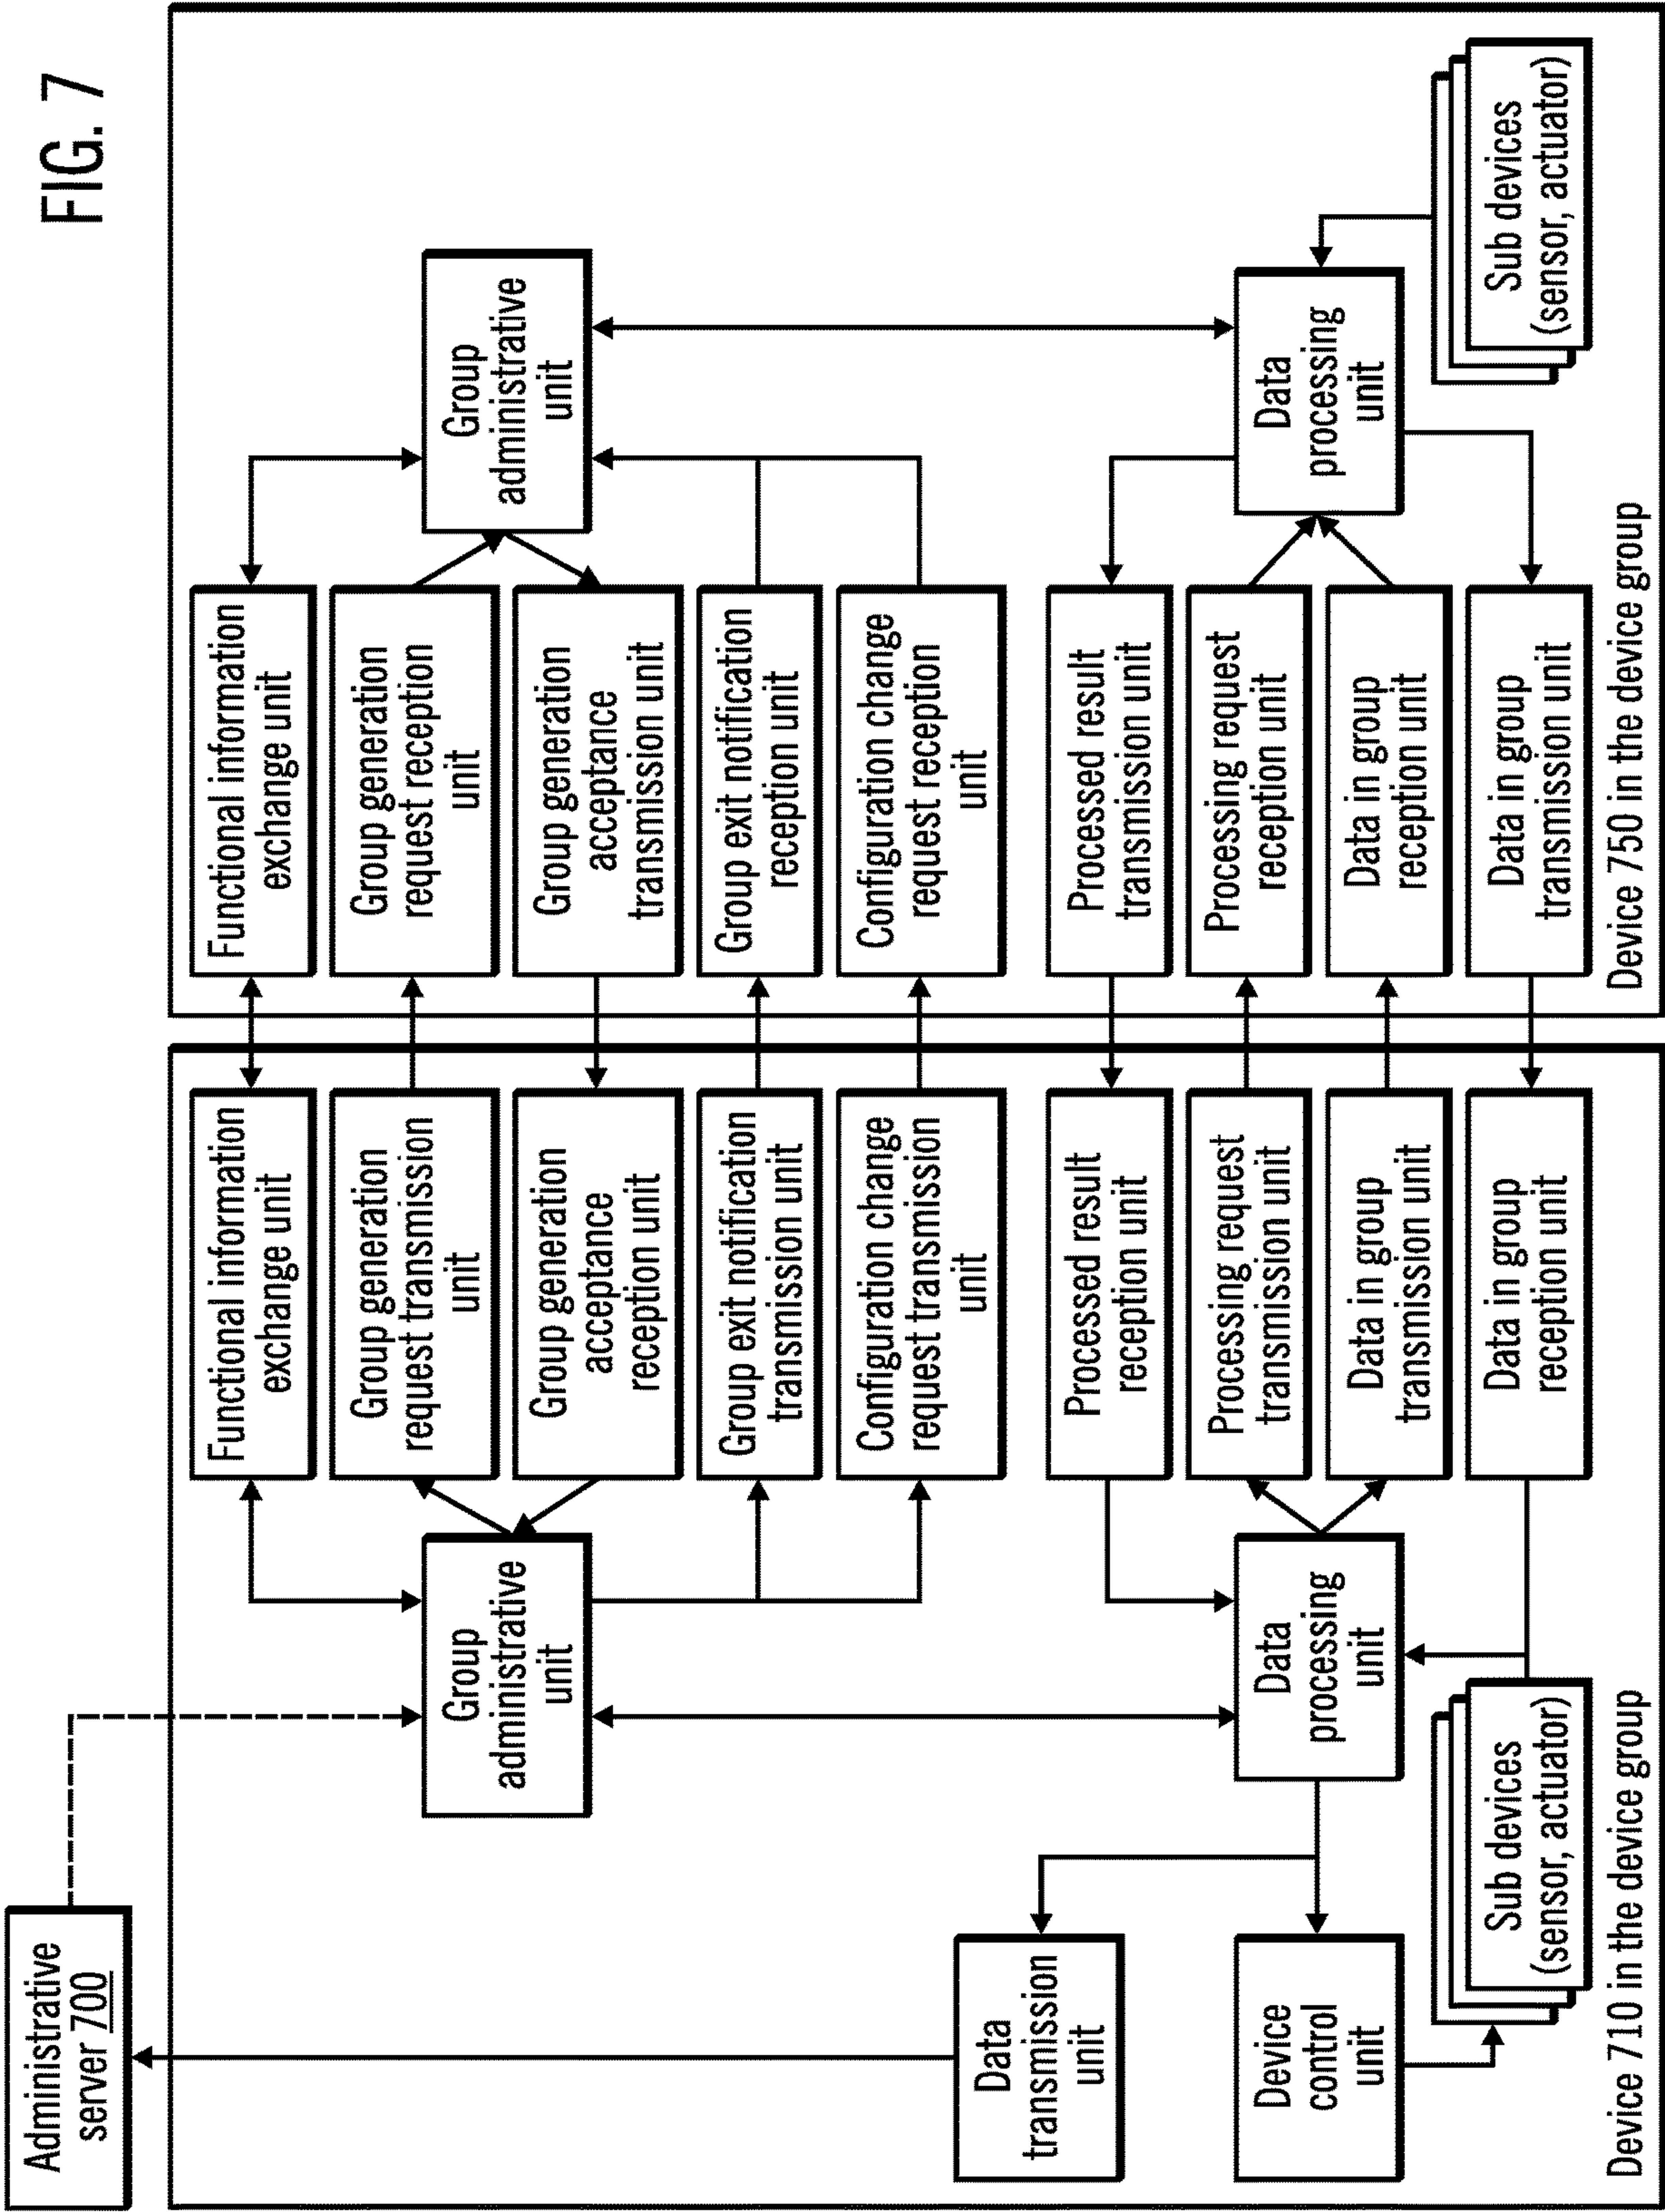 FIG. 7
Administrative
server 700
Group
administrative
unit
Functional information
exchange unit
Group generation
request transmission
unit
Group generation
acceptance
reception unit
Group exit notification
transmission unit
Configuration change
request transmission
unit
Data
transmission
unit
Device
control
unit
Data
processing
unit
Processed result
reception unit
Processing request
transmission unit
Data in group
transmission unit
Data in group
reception unit
Sub devices
(sensor, actuator)
Device 710 in the device group
Functional information
exchange unit
Group generation
request reception
unit
Group generation
acceptance
transmission unit
Group exit notification
reception unit
Configuration change
request reception
unit
Group
administrative
unit
Processed result
transmission unit
Processing request
reception unit
Data in group
reception unit
Data in group
transmission unit
Data
processing
unit
Sub devices
(sensor, actuator)
Device 750 in the device group